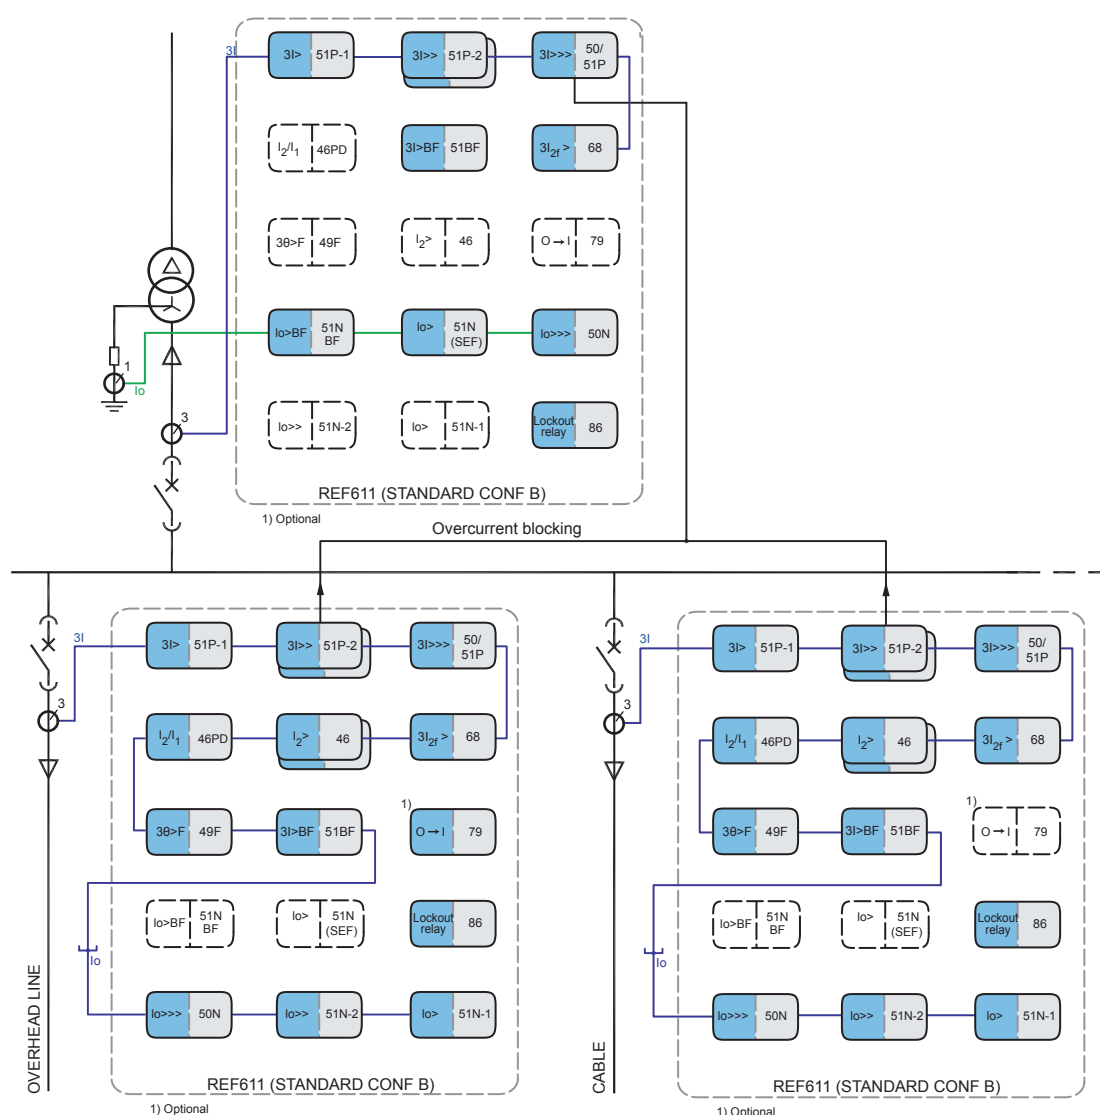 3I
3I> 51P-1
3I>> 51P-2
3I>>> 50/
51P
I2/I1 46PD
3I>BF 51BF
3I2f > 68
3θ>F 49F
I2> 46
O → I 79
Io>BF 51N
BF
Io> 51N
(SEF)
Io>>> 50N
1
Io
3
Io>> 51N-2
Io> 51N-1
Lockout
relay 86
REF611 (STANDARD CONF B)
1) Optional
Overcurrent blocking
3I
3I> 51P-1
3I>> 51P-2
3I>>> 50/
51P
3
I2/I1 46PD
I2> 46
3I2f > 68
3θ>F 49F
3I>BF 51BF
1)
O → I 79
Io>BF 51N
BF
Io> 51N
(SEF)
Lockout
relay 86
Io
Io>>> 50N
Io>> 51N-2
Io> 51N-1
OVERHEAD LINE
REF611 (STANDARD CONF B)
1) Optional
3I
3I> 51P-1
3I>> 51P-2
3I>>> 50/
51P
3
I2/I1 46PD
I2> 46
3I2f > 68
3θ>F 49F
3I>BF 51BF
1)
O → I 79
Io>BF 51N
BF
Io> 51N
(SEF)
Lockout
relay 86
Io
Io>>> 50N
Io>> 51N-2
Io> 51N-1
CABLE
REF611 (STANDARD CONF B)
1) Optional